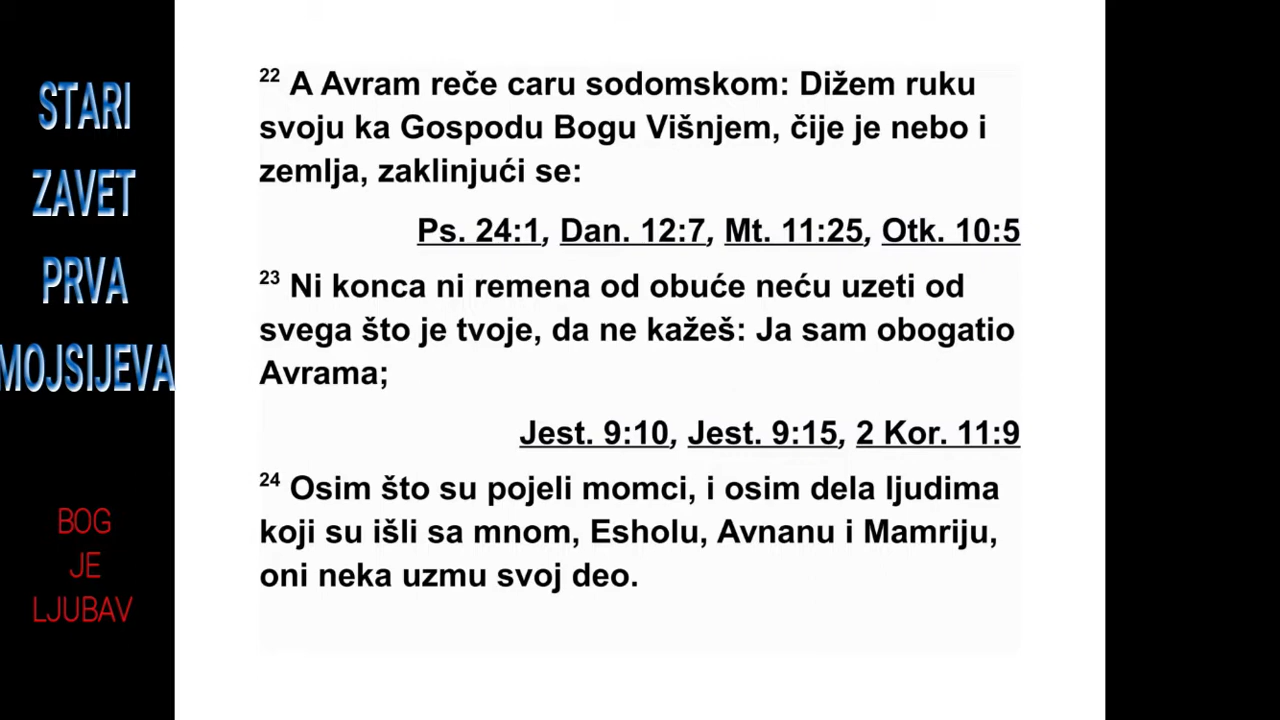 STARI
ZAVET
PRVA
MOJSIJEVA
BOG
JE
LJUBAV
22 A Avram reče caru sodomskom: Dižem ruku
svoju ka Gospodu Bogu Višnjem, čije je nebo i
zemlja, zaklinjući se:
Ps. 24:1, Dan. 12:7, Mt. 11:25, Otk. 10:5
23 Ni konca ni remena od obuće neću uzeti od
svega što je tvoje, da ne kažeš: Ja sam obogatio
Avrama;
Jest. 9:10, Jest. 9:15, 2 Kor. 11:9
24 Osim što su pojeli momci, i osim dela ljudima
koji su išli sa mnom, Esholu, Avnanu i Mamriju,
oni neka uzmu svoj deo.